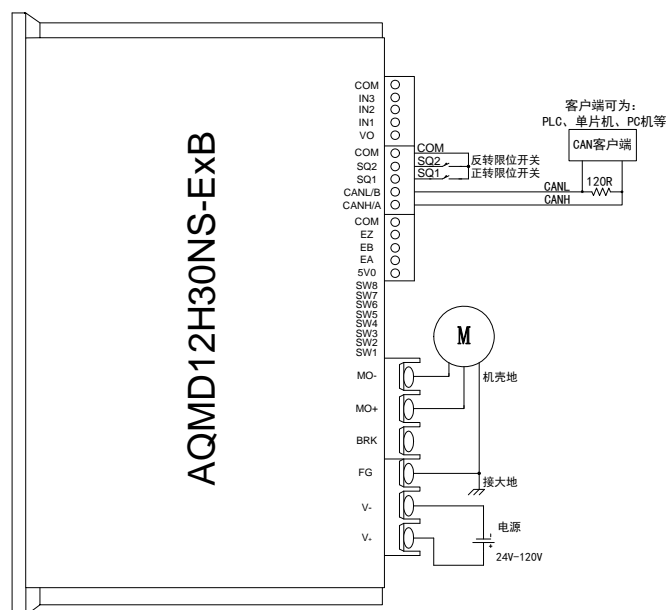 AQMD12H30NS-ExB
COM
IN3
IN2
IN1
VO
COM
SQ2
SQ1
CANL/B
CANH/A
COM
EZ
EB
EA
5V0
SW8
SW7
SW6
SW5
SW4
SW3
SW2
SW1
MO-
MO+
BRK
FG
V-
V+
COM
SQ2
反转限位开关
SQ1
正转限位开关
客户端可为：
PLC、单片机、PC机等
CAN客户端
CANL
120R
CANH
M
机壳地
接大地
电源
24V-120V